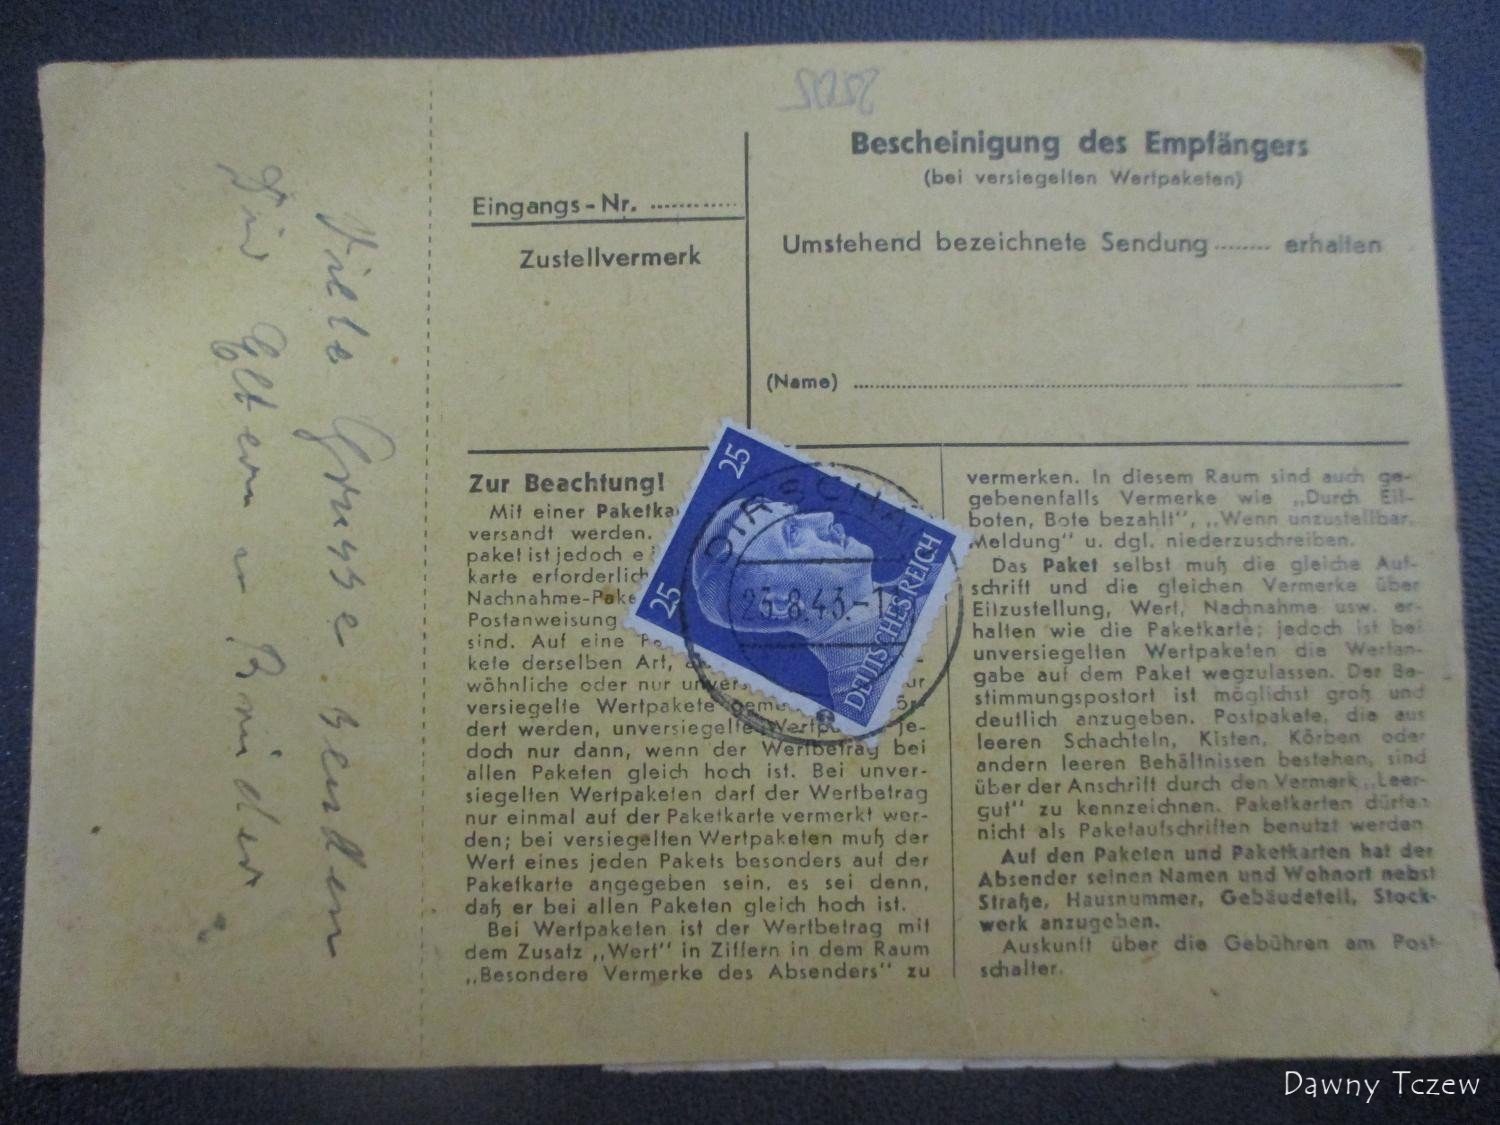 Viele Grüsse senden
Dir Eltern u Brüder.
Eingangs-Nr. ..........
Zustellvermerk
Bescheinigung des Empfängers
(bei versiegelten Wertpaketen)
Umstehend bezeichnete Sendung ........ erhalten
(Name) ........................
Zur Beachtung!
Mit einer Paketka
versandt werden.
paket ist jedoch ei
karte erforderlich
Nachnahme-Pake
Postanweisung
sind. Auf eine
kete derselben Art,
wöhnliche oder nur unvers
versiegelte Wertpakete geme
dert werden, unversiegelte Wertp je-
doch nur dann, wenn der Wertbetrag bei
allen Paketen gleich hoch ist. Bei unver-
siegelten Wertpaketen darf der Wertbetrag
nur einmal auf der Paketkarte vermerkt wer-
den; bei versiegelten Wertpaketen muß der
Wert eines jeden Pakets besonders auf der
Paketkarte angegeben sein, es sei denn,
daß er bei allen Paketen gleich hoch ist.
Bei Wertpaketen ist der Wertbetrag mit
dem Zusatz „Wert" in Ziffern in dem Raum
„Besondere Vermerke des Absenders" zu
vermerken. In diesem Raum sind auch ge-
gebenenfalls Vermerke wie „Durch Eil-
boten, Bote bezahlt", „Wenn unzustellbar,
Meldung" u. dgl. niederzuschreiben.
Das Paket selbst muß die gleiche Auf-
schrift und die gleichen Vermerke über
Eilzustellung, Wert, Nachnahme usw. er-
halten wie die Paketkarte; jedoch ist bei
unversiegelten Wertpaketen die Wertan-
gabe auf dem Paket wegzulassen. Der Be-
stimmungspostort ist möglichst groß und
deutlich anzugeben. Postpakete, die aus
leeren Schachteln, Kisten, Körben oder
andern leeren Behältnissen bestehen, sind
über der Anschrift durch den Vermerk „Leer-
gut" zu kennzeichnen. Paketkarten dürfen
nicht als Paketaufschriften benutzt werden.
Auf den Paketen und Paketkarten hat der
Absender seinen Namen und Wohnort nebst
Straße, Hausnummer, Gebäudeteil, Stock-
werk anzugeben.
Auskunft über die Gebühren am Post-
schalter.
25
25
DEUTSCHES REICH
DIRSCHA
23.8.43.-1
Dawny Tczew